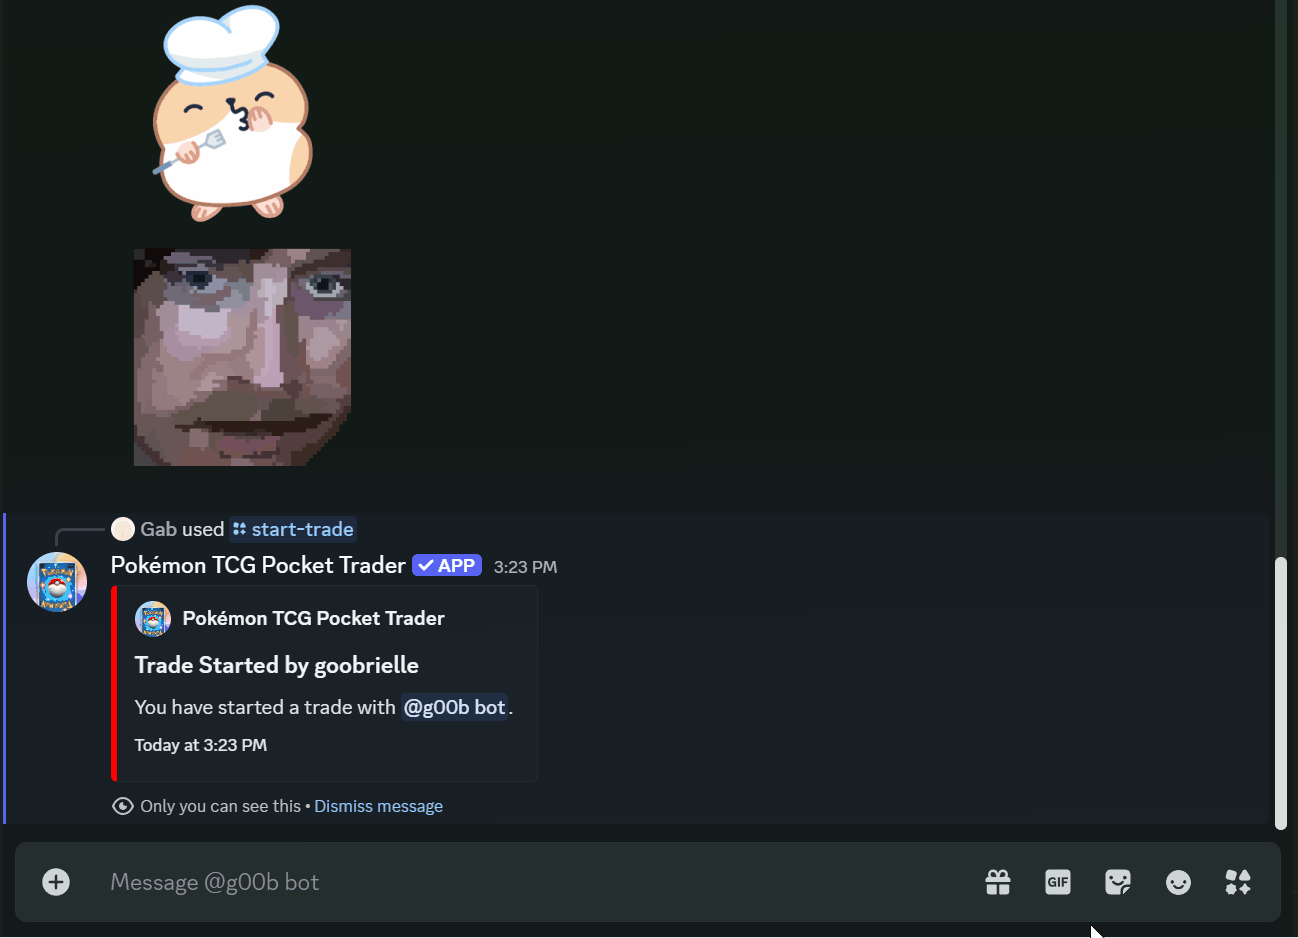 Gab used start-trade
Pokémon TCG Pocket Trader APP 3:23 PM
Pokémon TCG Pocket Trader
Trade Started by goobrielle
You have started a trade with @g00b bot.
Today at 3:23 PM
Only you can see this • Dismiss message
Message @g00b bot
GIF